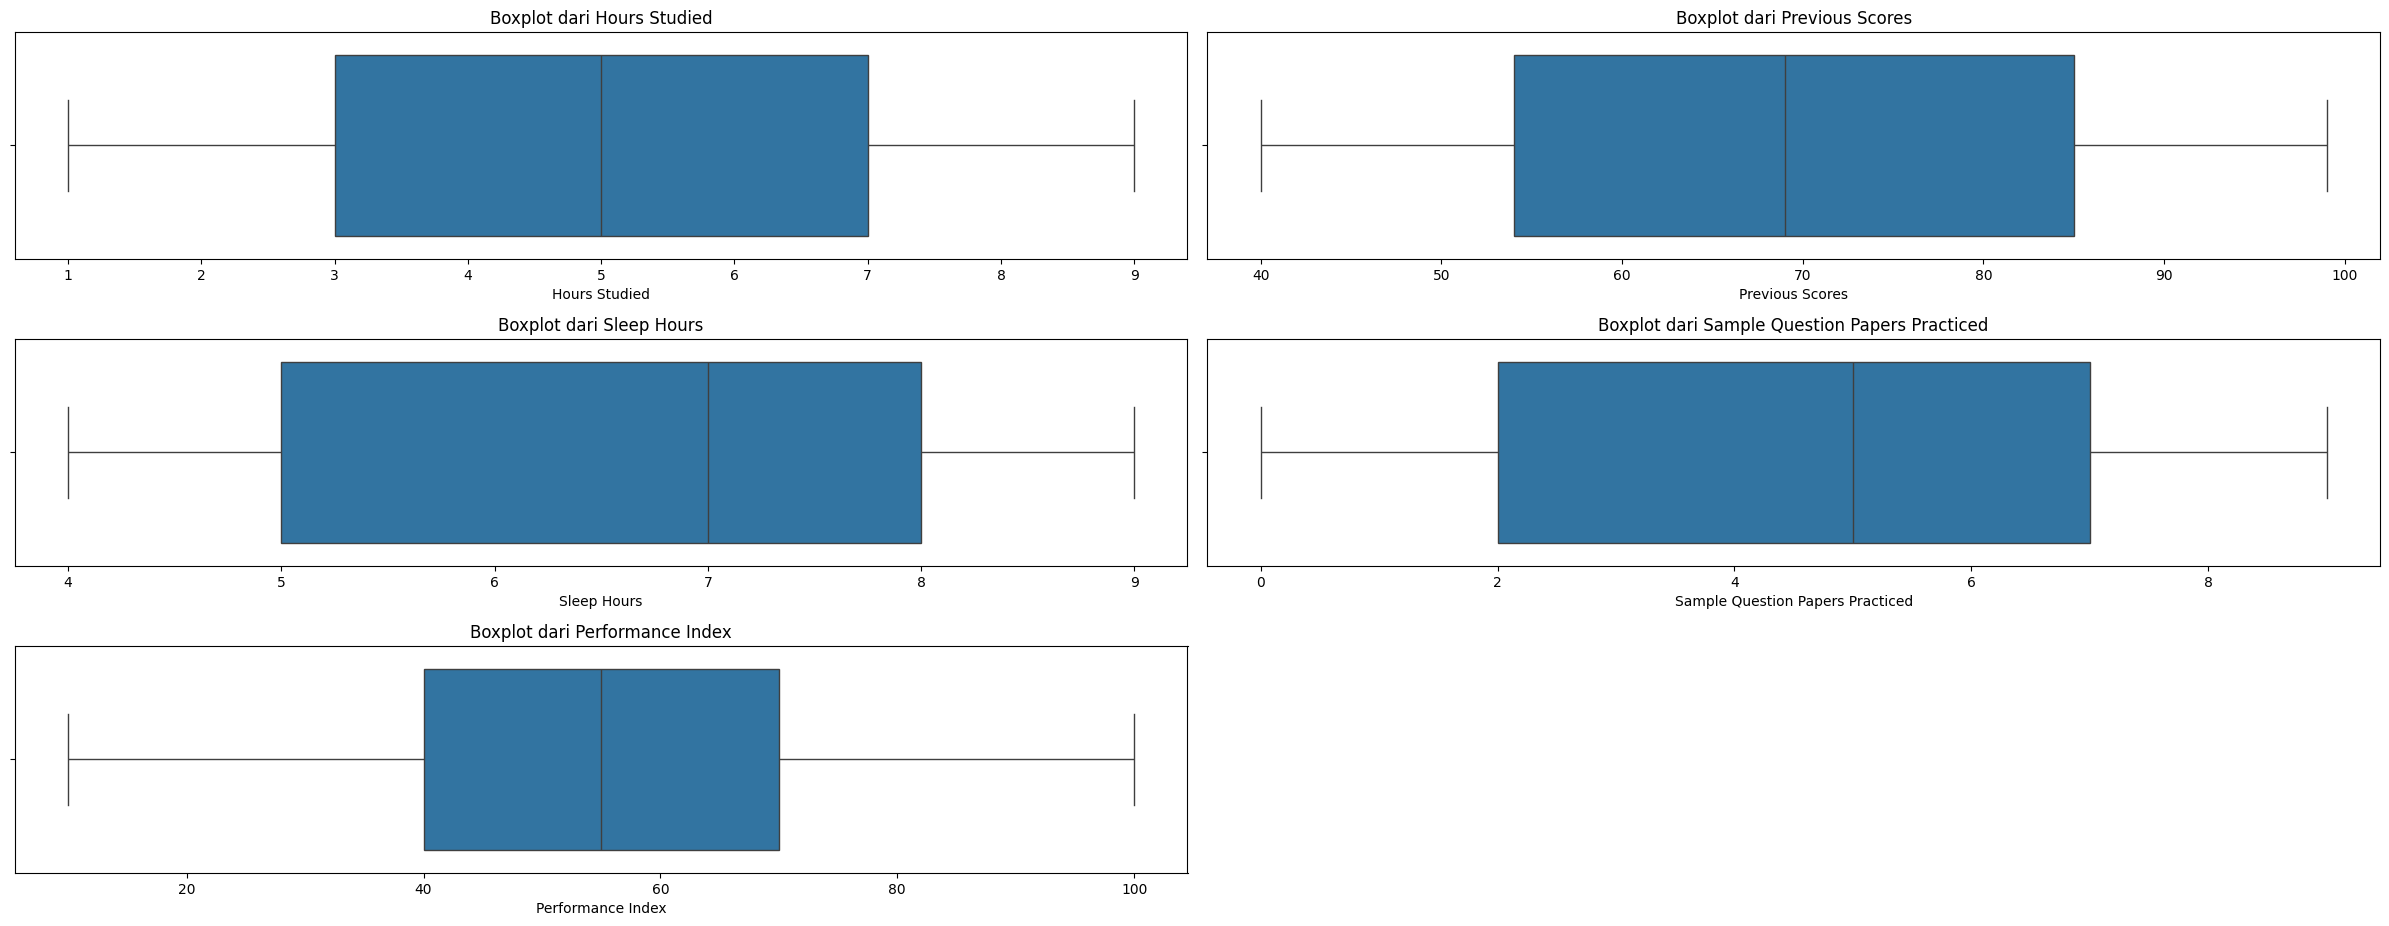 Boxplot dari Hours Studied
1 2 3 4 5 6 7 8 9
Hours Studied
Boxplot dari Previous Scores
40 50 60 70 80 90 100
Previous Scores
Boxplot dari Sleep Hours
4 5 6 7 8 9
Sleep Hours
Boxplot dari Sample Question Papers Practiced
0 2 4 6 8
Sample Question Papers Practiced
Boxplot dari Performance Index
20 40 60 80 100
Performance Index